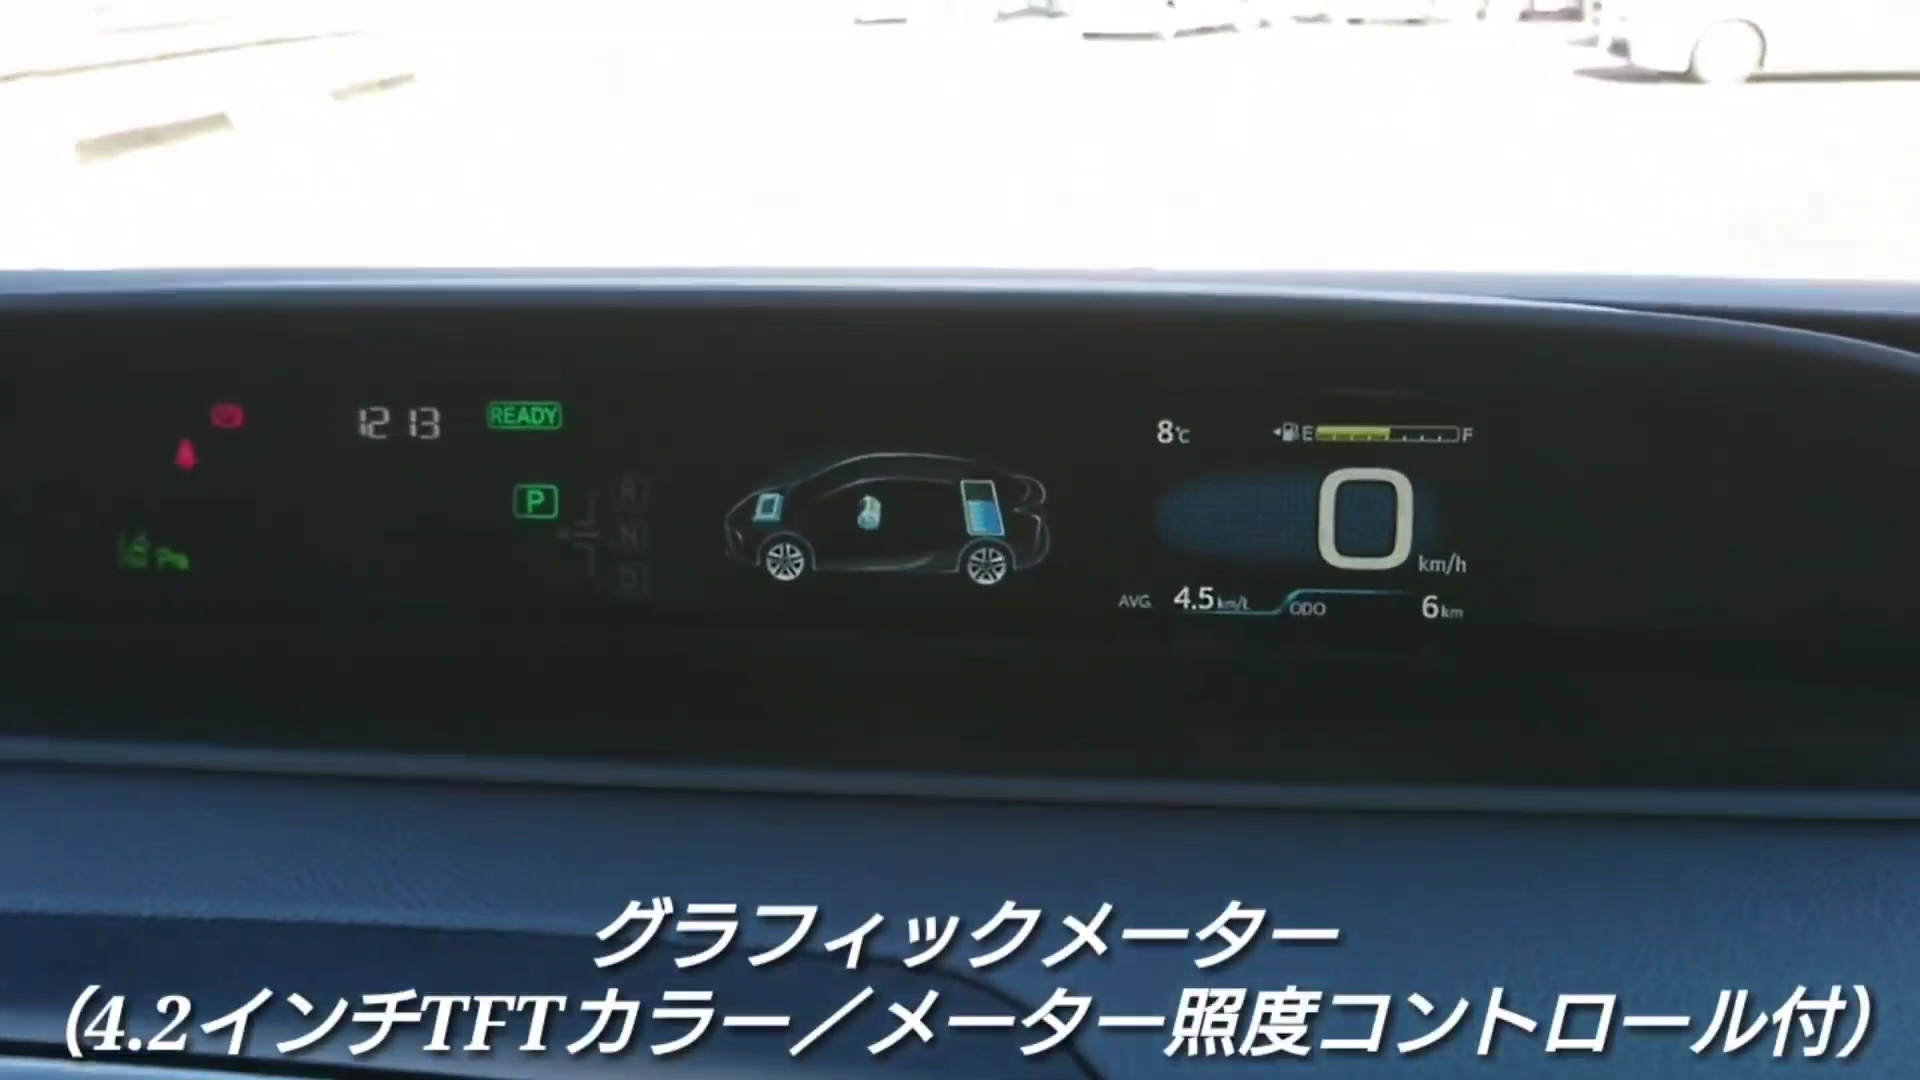 12 13
READY
8℃
E F
P
R
N
D
0
km/h
AVG. 4.5km/L
ODO 6km
グラフィックメーター
(4.2インチTFTカラー／メーター照度コントロール付)